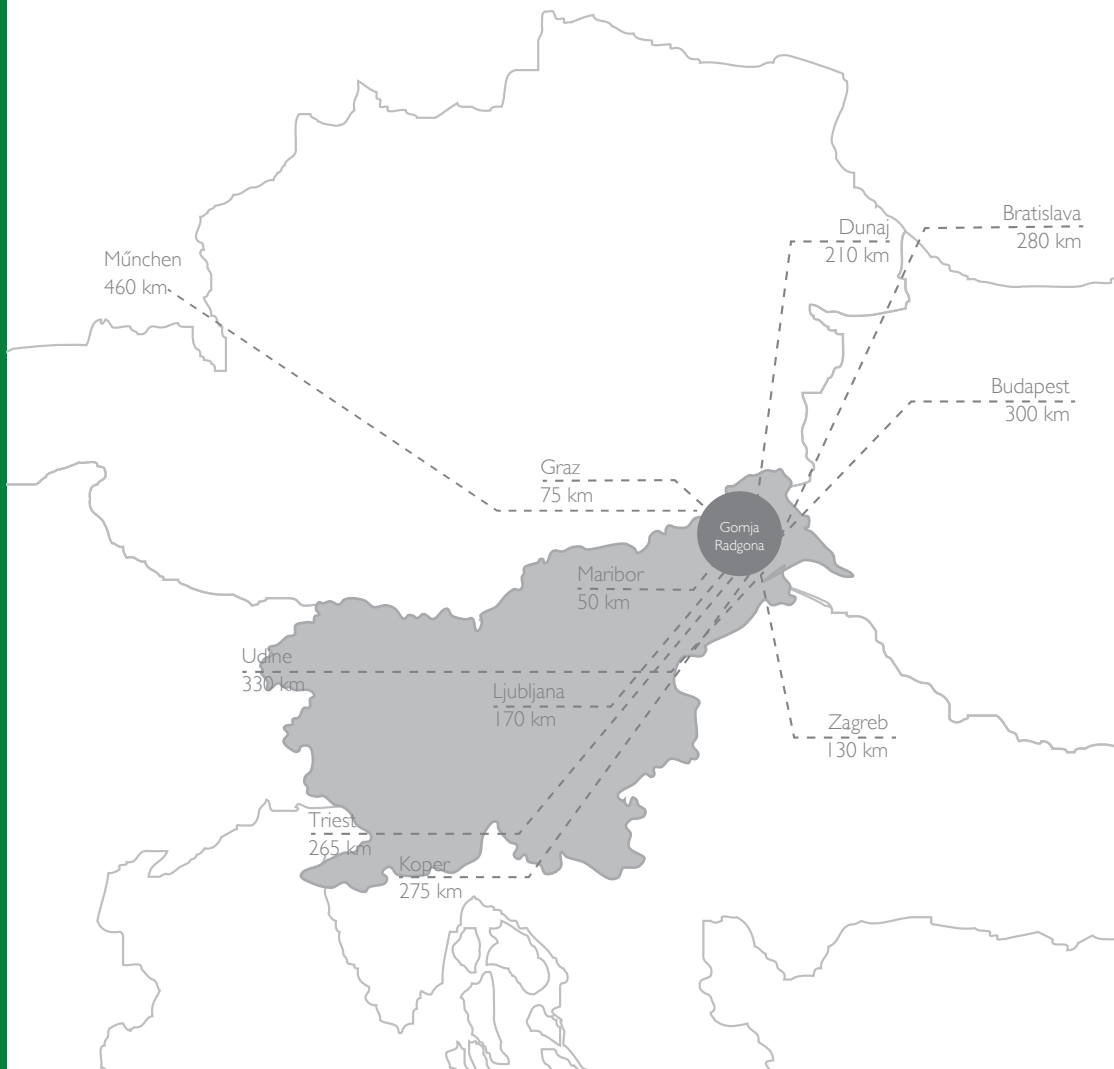 Bratislava
280 km
Dunaj
210 km
Műnchen
460 km
Budapest
300 km
Graz
75 km
Gornja
Radgona
Maribor
50 km
Udine
330 km
Ljubljana
170 km
Zagreb
130 km
Triest
265 km
Koper
275 km